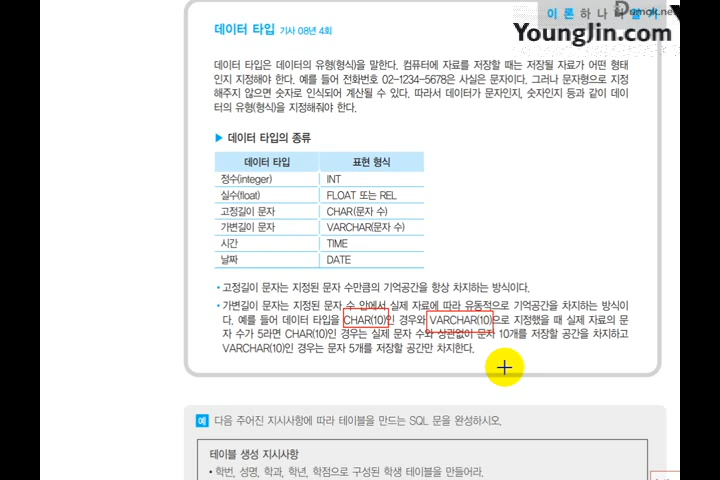 이 론 하 나 더 알 기
Dumok.ne
YoungJin.com
데이터 타입 기사 08년 4회
데이터 타입은 데이터의 유형(형식)을 말한다. 컴퓨터에 자료를 저장할 때는 저장될 자료가 어떤 형태
인지 지정해야 한다. 예를 들어 전화번호 02-1234-5678은 사실은 문자이다. 그러나 문자형으로 지정
해주지 않으면 숫자로 인식되어 계산될 수 있다. 따라서 데이터가 문자인지, 숫자인지 등과 같이 데이
터의 유형(형식)을 지정해줘야 한다.
▶ 데이터 타입의 종류
데이터 타입 표현 형식
정수(integer) INT
실수(float) FLOAT 또는 REL
고정길이 문자 CHAR(문자 수)
가변길이 문자 VARCHAR(문자 수)
시간 TIME
날짜 DATE
• 고정길이 문자는 지정된 문자 수만큼의 기억공간을 항상 차지하는 방식이다.
• 가변길이 문자는 지정된 문자 수 안에서 실제 자료에 따라 유동적으로 기억공간을 차지하는 방식이
다. 예를 들어 데이터 타입을 CHAR(10)인 경우와 VARCHAR(10)으로 지정했을 때 실제 자료의 문
자 수가 5라면 CHAR(10)인 경우는 실제 문자 수와 상관없이 문자 10개를 저장할 공간을 차지하고
VARCHAR(10)인 경우는 문자 5개를 저장할 공간만 차지한다.
예 다음 주어진 지시사항에 따라 테이블을 만드는 SQL 문을 완성하시오.
테이블 생성 지시사항
• 학번, 성명, 학과, 학년, 학점으로 구성된 학생 테이블을 만들어라.